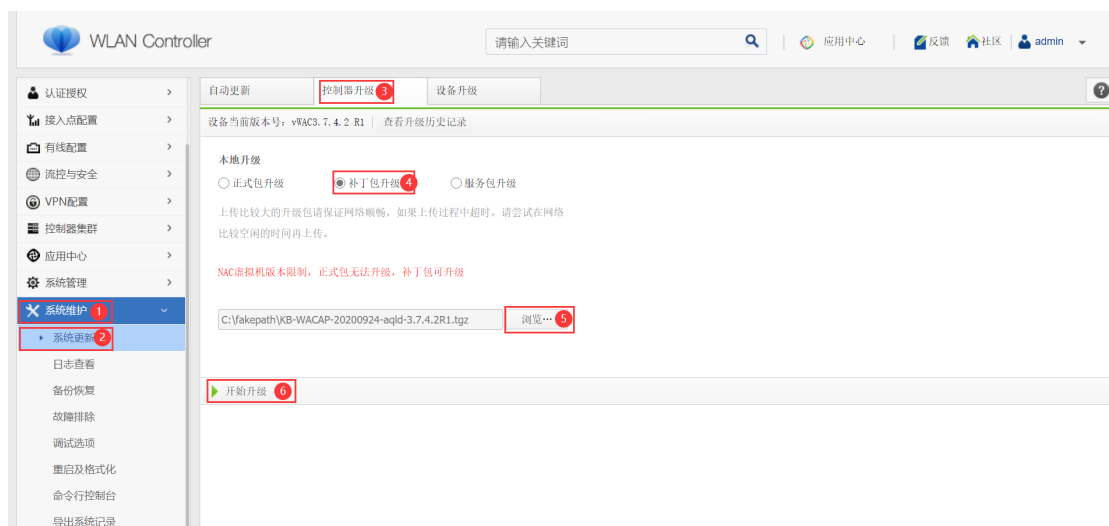 WLAN Controller
请输入关键词
应用中心
反馈
社区
admin
认证授权
接入点配置
有线配置
流控与安全
VPN配置
控制器集群
应用中心
系统管理
系统维护 1
系统更新 2
日志查看
备份恢复
故障排除
调试选项
重启及格式化
命令行控制台
导出系统记录
自动更新
控制器升级 3
设备升级
?
设备当前版本号: vWAC3.7.4.2 R1 | 查看升级历史记录
本地升级
正式包升级
补丁包升级 4
服务包升级
上传比较大的升级包请保证网络顺畅，如果上传过程中超时，请尝试在网络
比较空闲的时间再上传。
NAC虚拟机版本限制，正式包无法升级，补丁包可升级
C:\fakepath\KB-WACAP-20200924-aqld-3.7.4.2R1.tgz
浏览… 5
开始升级 6